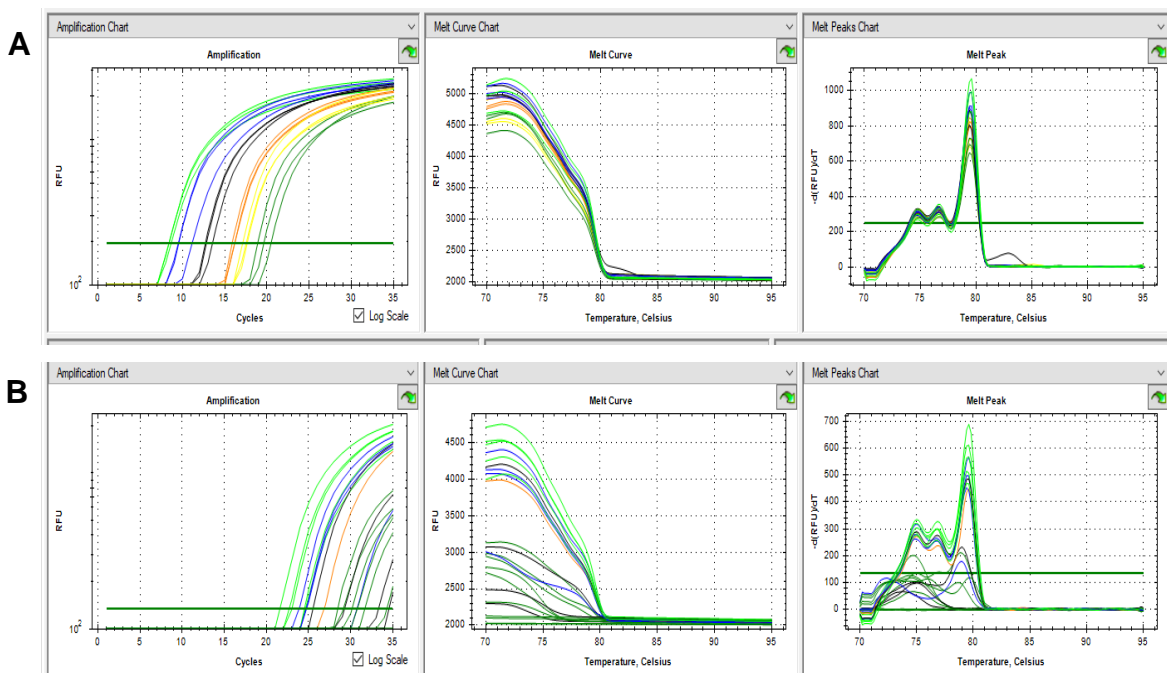 A
Amplification Chart
Amplification
RFU
10^2
0 5 10 15 20 25 30 35
Cycles
Log Scale
Melt Curve Chart
Melt Curve
RFU
5000
4500
4000
3500
3000
2500
2000
70 75 80 85 90 95
Temperature, Celsius
Melt Peaks Chart
Melt Peak
-d(RFU)/dT
1000
800
600
400
200
0
70 75 80 85 90 95
Temperature, Celsius
B
Amplification Chart
Amplification
RFU
10^2
0 5 10 15 20 25 30 35
Cycles
Log Scale
Melt Curve Chart
Melt Curve
RFU
4500
4000
3500
3000
2500
2000
70 75 80 85 90 95
Temperature, Celsius
Melt Peaks Chart
Melt Peak
-d(RFU)/dT
700
600
500
400
300
200
100
0
70 75 80 85 90 95
Temperature, Celsius